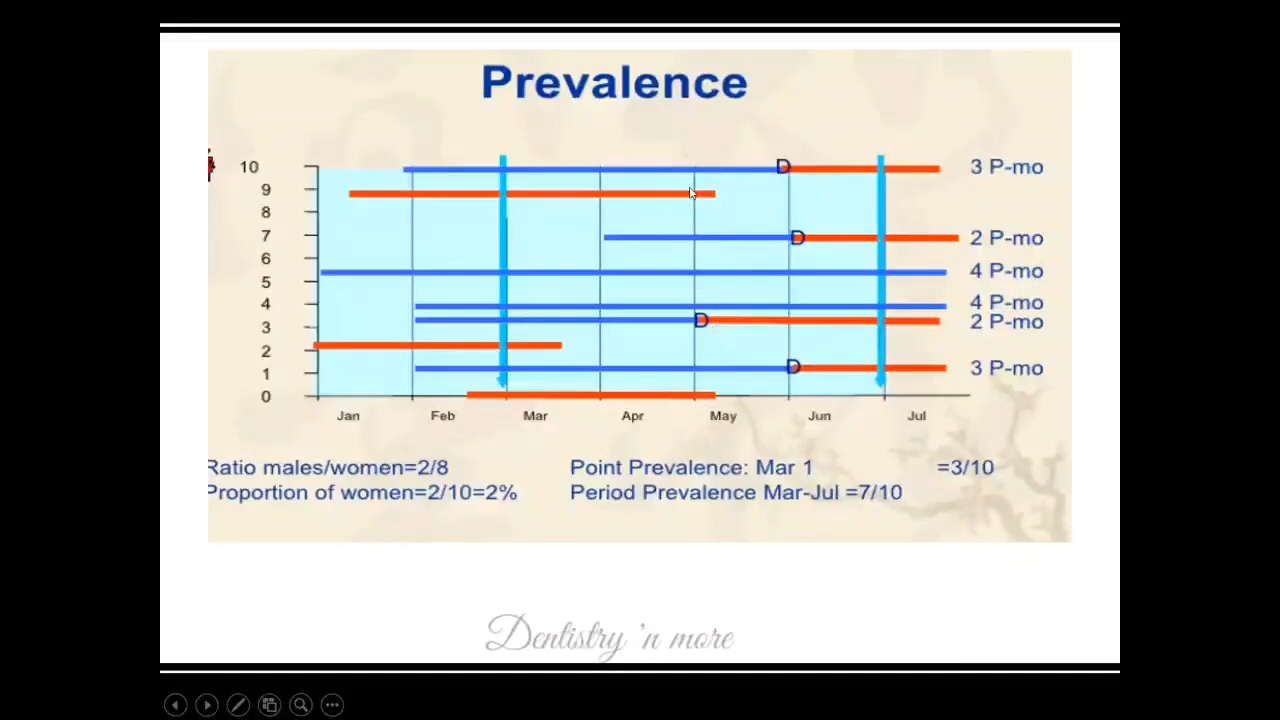 Prevalence
10
3 P-mo
9
8
7
D
2 P-mo
6
5
4 P-mo
4
4 P-mo
3
D
2 P-mo
2
1
D
3 P-mo
0
D
Jan Feb Mar Apr May Jun Jul
Ratio males/women=2/8
Proportion of women=2/10=2%
Point Prevalence: Mar 1 =3/10
Period Prevalence Mar-Jul =7/10
Dentistry 'n more